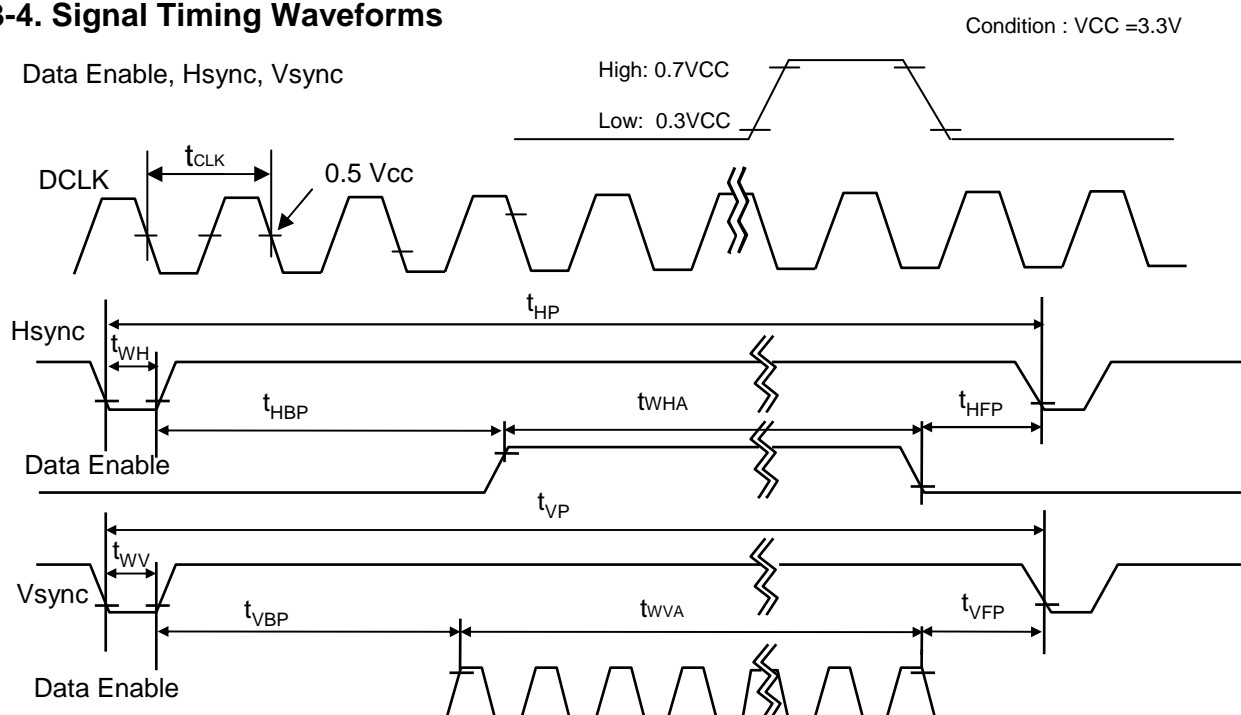 3-4. Signal Timing Waveforms
Condition : VCC =3.3V
Data Enable, Hsync, Vsync
High: 0.7VCC
Low: 0.3VCC
tCLK
0.5 Vcc
DCLK
tHP
Hsync
tWH
tHBP
tWHA
tHFP
Data Enable
tVP
tWV
Vsync
tVBP
tWVA
tVFP
Data Enable